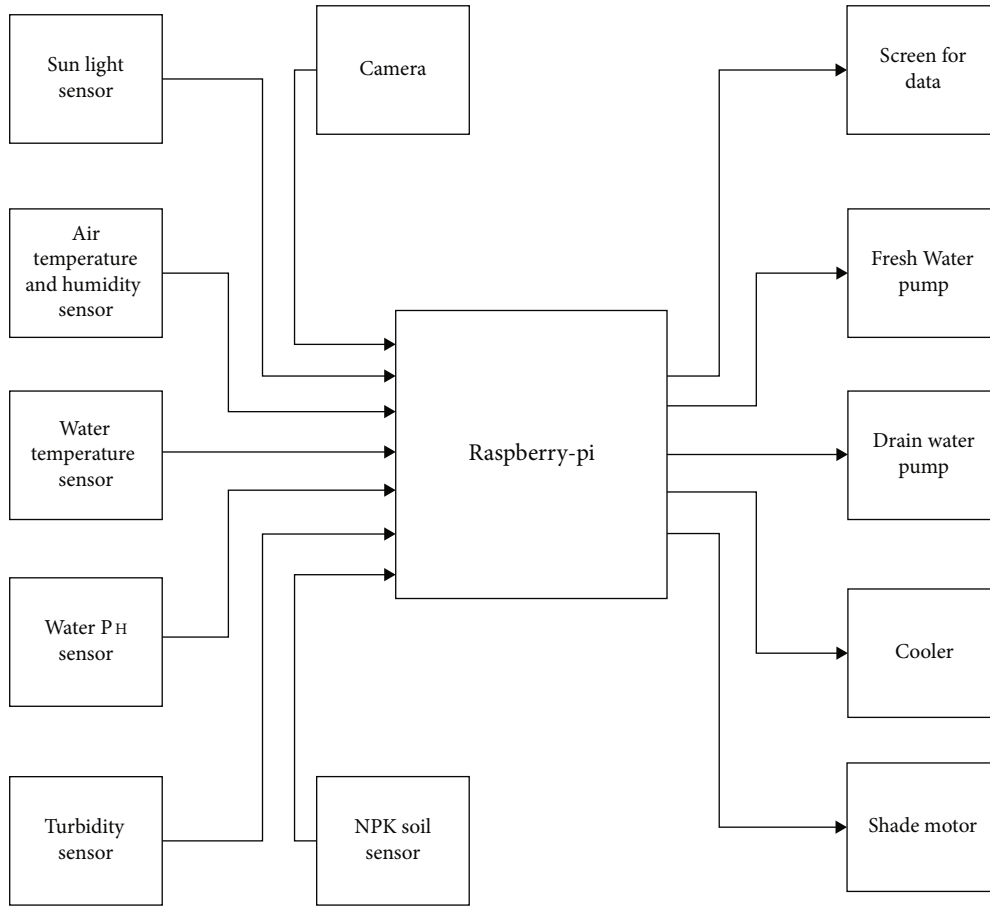 Sun light
sensor
Camera
Screen for
data
Air
temperature
and humidity
sensor
Fresh Water
pump
Water
temperature
sensor
Raspberry-pi
Drain water
pump
Water PH
sensor
Cooler
Turbidity
sensor
NPK soil
sensor
Shade motor